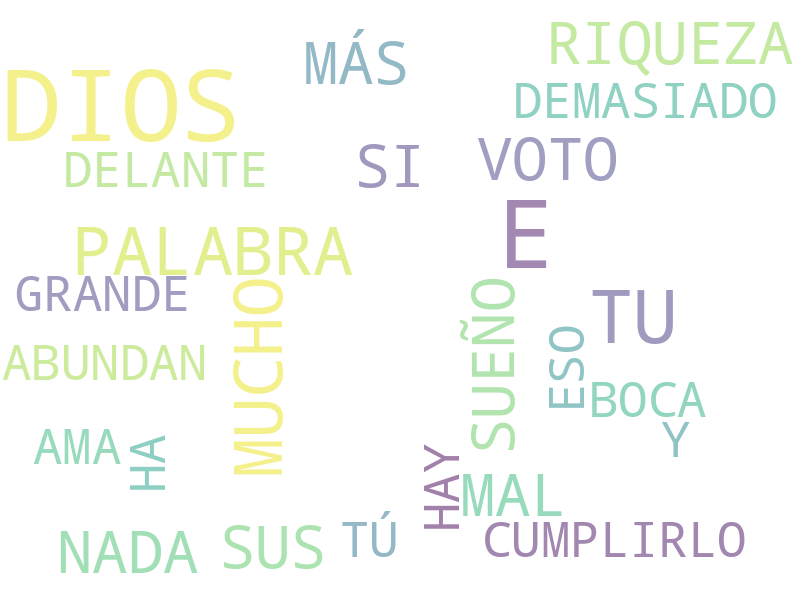 RIQUEZA
MÁS
DIOS
DEMASIADO
VOTO
SI
DELANTE
E
PALABRA
GRANDE
MUCHO
SUEÑO
TU
ESO
ABUNDAN
BOCA
AMA
HA
Y
HAY
MAL
NADA
SUS
TÚ
CUMPLIRLO